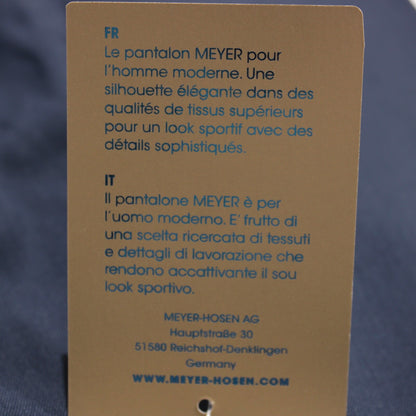 FR
Le pantalon MEYER pour
l'homme moderne. Une
silhouette élégante dans des
qualités de tissus supérieurs
pour un look sportif avec des
détails sophistiqués.
IT
Il pantalone MEYER è per
l'uomo moderno. E' frutto di
una scelta ricercata di tessuti
e dettagli di lavorazione che
rendono accattivante il sou
look sportivo.
MEYER-HOSEN AG
Hauptstraße 30
51580 Reichshof-Denklingen
Germany
WWW.MEYER-HOSEN.COM